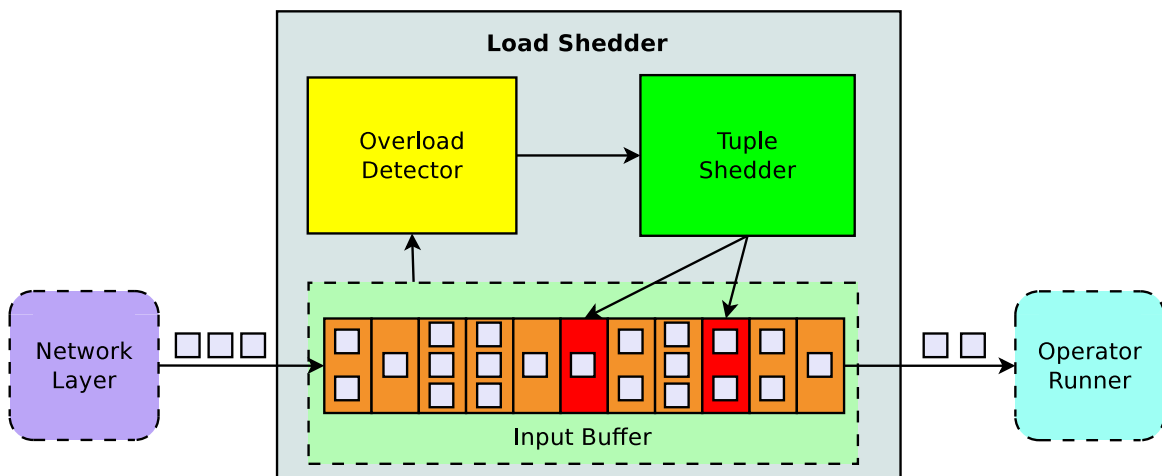 Load Shedder
Overload
Detector
Tuple
Shedder
Network
Layer
Operator
Runner
Input Buffer